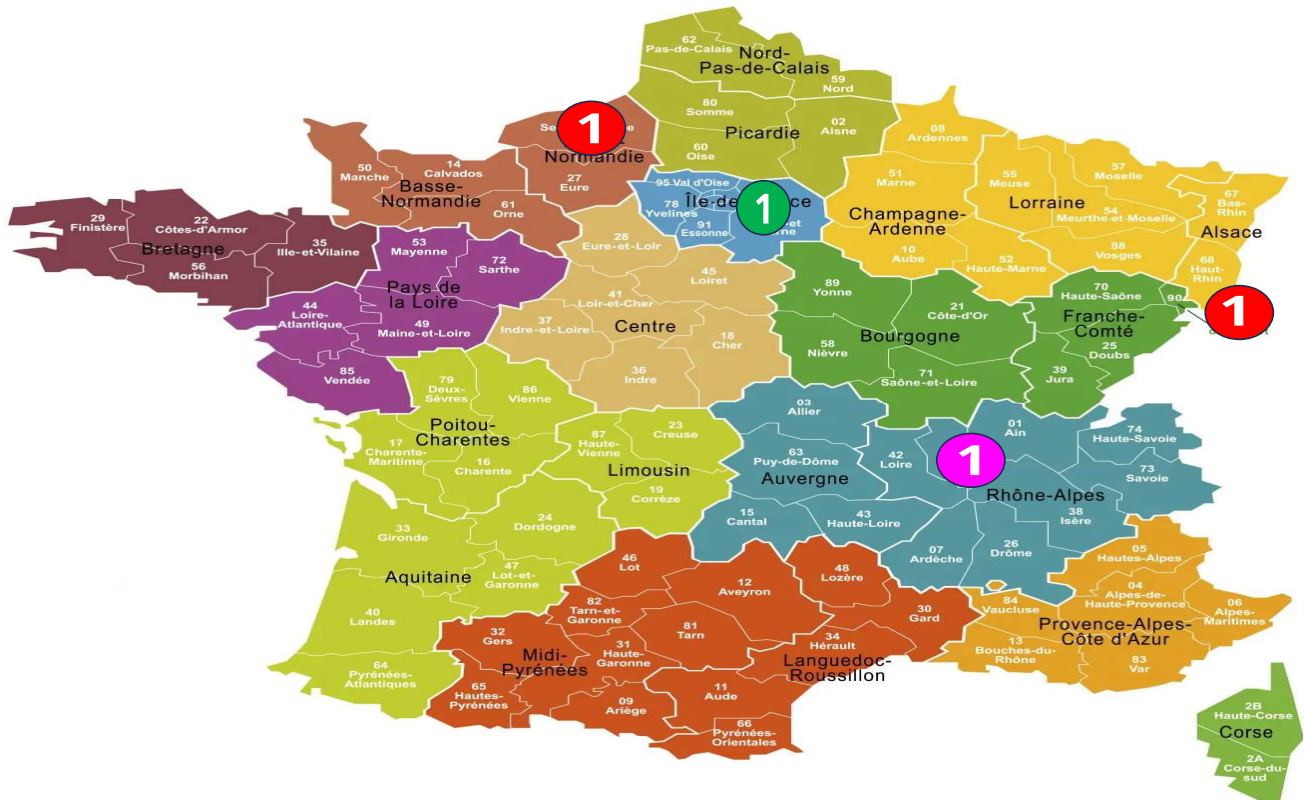 62
Pas-de-Calais
Nord-
Pas-de-Calais
59
Nord
80
Somme
02
Aisne
Picardie
60
Oise
1
Normandie
27
Eure
50
Manche
14
Calvados
Basse-
Normandie
61
Orne
08
Ardennes
51
Marne
55
Meuse
57
Moselle
Lorraine
54
Meurthe-et-Moselle
67
Bas-
Rhin
Alsace
Champagne-
Ardenne
10
Aube
52
Haute-Marne
88
Vosges
68
Haut-
Rhin
95 Val d'Oise
78
Yvelines
91
Essonne
1
29
Finistère
22
Côtes-d'Armor
Bretagne
35
Ille-et-Vilaine
56
Morbihan
53
Mayenne
72
Sarthe
Pays de
la Loire
44
Loire-
Atlantique
49
Maine-et-Loire
85
Vendée
28
Eure-et-Loir
45
Loiret
41
Loir-et-Cher
37
Indre-et-Loire
Centre
18
Cher
36
Indre
89
Yonne
21
Côte-d'Or
Bourgogne
58
Nièvre
71
Saône-et-Loire
70
Haute-Saône
90
1
Franche-
Comté
25
Doubs
39
Jura
79
Deux-
Sèvres
86
Vienne
Poitou-
Charentes
17
Charente-
Maritime
16
Charente
23
Creuse
87
Haute-
Vienne
Limousin
19
Corrèze
03
Allier
63
Puy-de-Dôme
Auvergne
15
Cantal
43
Haute-Loire
42
Loire
1
01
Ain
74
Haute-Savoie
73
Savoie
Rhône-Alpes
38
Isère
07
Ardèche
26
Drôme
33
Gironde
24
Dordogne
Aquitaine
47
Lot-et-
Garonne
40
Landes
64
Pyrénées-
Atlantiques
46
Lot
12
Aveyron
82
Tarn-et-
Garonne
32
Gers
81
Tarn
31
Haute-
Garonne
Midi-
Pyrénées
65
Hautes-
Pyrénées
09
Ariège
48
Lozère
30
Gard
34
Hérault
Languedoc-
Roussillon
11
Aude
66
Pyrénées-
Orientales
05
Hautes-Alpes
04
Alpes-de-
Haute-Provence
06
Alpes-
Maritimes
84
Vaucluse
Provence-Alpes-
Côte d'Azur
13
Bouches-du-
Rhône
83
Var
2B
Haute-Corse
Corse
2A
Corse-du-
sud